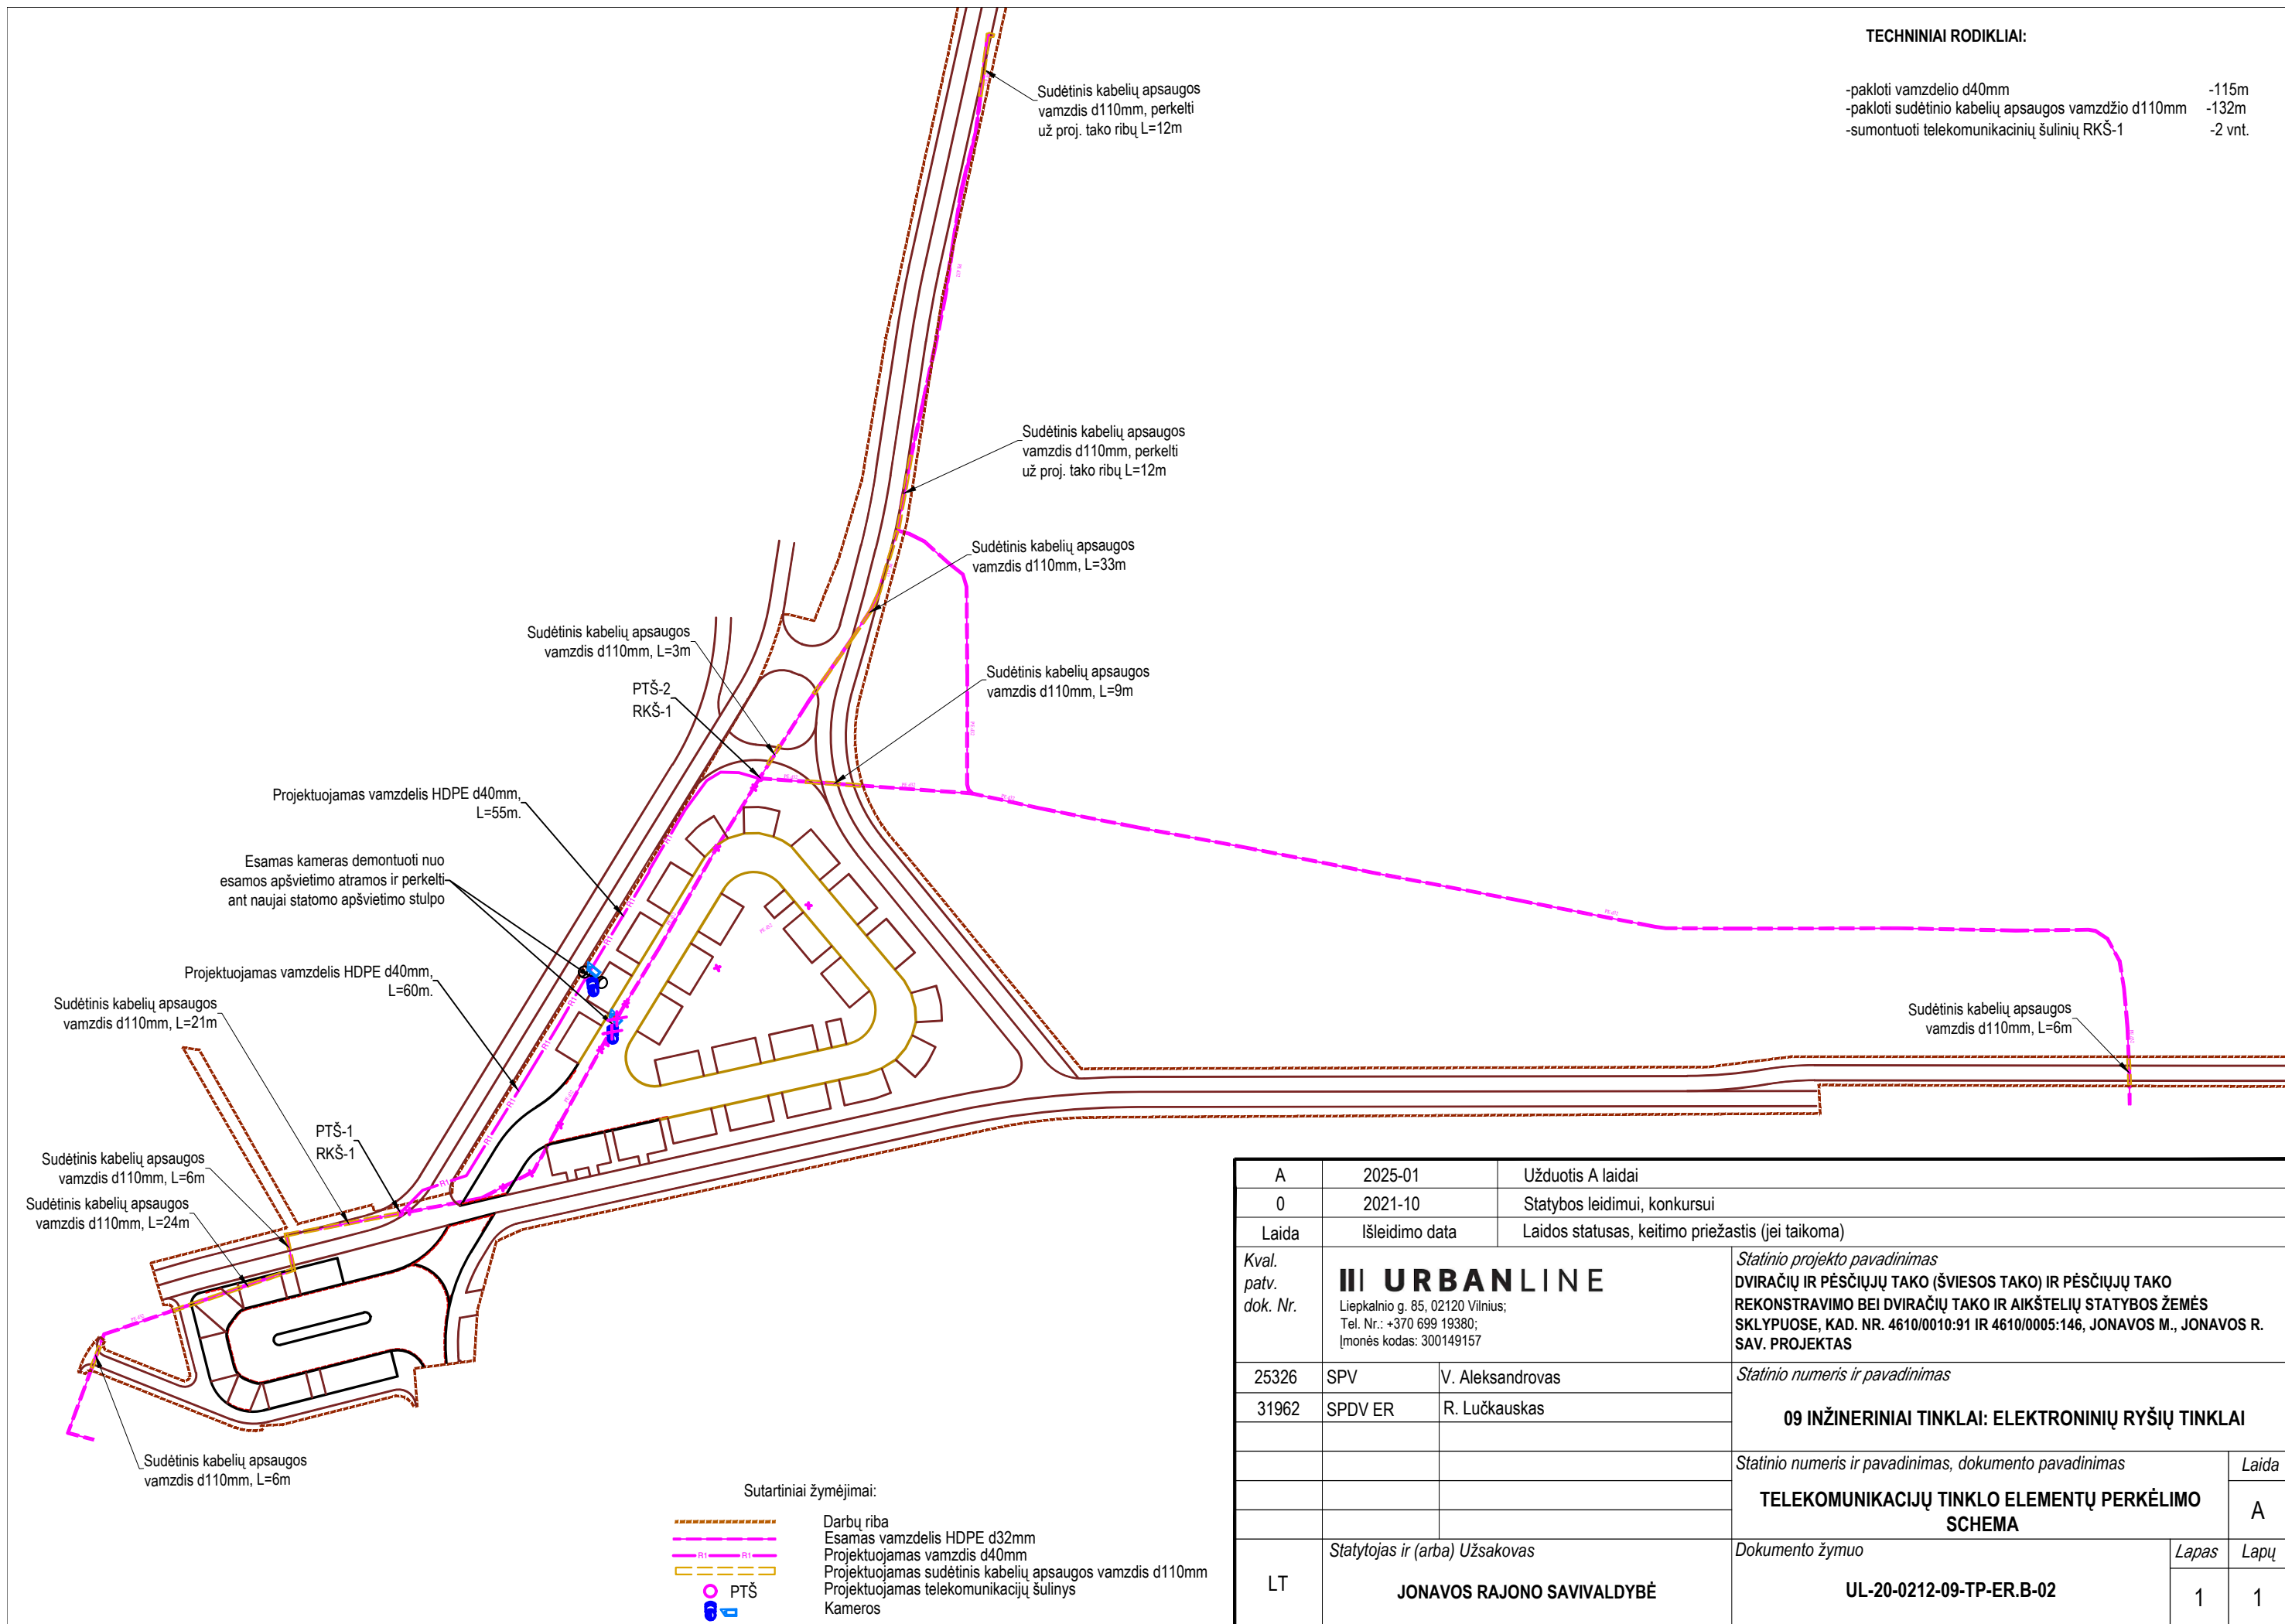 TECHNINIAI RODIKLIAI:
-pakloti vamzdelio d40mm -115m
-pakloti sudėtinio kabelių apsaugos vamzdžio d110mm -132m
-sumontuoti telekomunikacinių šulinių RKŠ-1 -2 vnt.
Sudėtinis kabelių apsaugos
vamzdis d110mm, perkelti
už proj. tako ribų L=12m
Sudėtinis kabelių apsaugos
vamzdis d110mm, perkelti
už proj. tako ribų L=12m
Sudėtinis kabelių apsaugos
vamzdis d110mm, L=33m
Sudėtinis kabelių apsaugos
vamzdis d110mm, L=3m
Sudėtinis kabelių apsaugos
vamzdis d110mm, L=9m
PTŠ-2
RKŠ-1
Projektuojamas vamzdelis HDPE d40mm,
L=55m.
Esamas kameras demontuoti nuo
esamos apšvietimo atramos ir perkelti
ant naujai statomo apšvietimo stulpo
Projektuojamas vamzdelis HDPE d40mm,
L=60m.
Sudėtinis kabelių apsaugos
vamzdis d110mm, L=21m
Sudėtinis kabelių apsaugos
vamzdis d110mm, L=6m
PTŠ-1
RKŠ-1
Sudėtinis kabelių apsaugos
vamzdis d110mm, L=6m
Sudėtinis kabelių apsaugos
vamzdis d110mm, L=24m
Sudėtinis kabelių apsaugos
vamzdis d110mm, L=6m
R1
R1
R1
R1
R1
R1
R1
R1
Sutartiniai žymėjimai:
Darbų riba
Esamas vamzdelis HDPE d32mm
R1 R1 Projektuojamas vamzdis d40mm
Projektuojamas sudėtinis kabelių apsaugos vamzdis d110mm
PTŠ Projektuojamas telekomunikacijų šulinys
Kameros
A 2025-01 Užduotis A laidai
0 2021-10 Statybos leidimui, konkursui
Laida Išleidimo data Laidos statusas, keitimo priežastis (jei taikoma)
Kval.
patv.
dok. Nr.
URBANLINE
Liepkalnio g. 85, 02120 Vilnius;
Tel. Nr.: +370 699 19380;
Įmonės kodas: 300149157
Statinio projekto pavadinimas
DVIRAČIŲ IR PĖSČIŲJŲ TAKO (ŠVIESOS TAKO) IR PĖSČIŲJŲ TAKO
REKONSTRAVIMO BEI DVIRAČIŲ TAKO IR AIKŠTELIŲ STATYBOS ŽEMĖS
SKLYPUOSE, KAD. NR. 4610/0010:91 IR 4610/0005:146, JONAVOS M., JONAVOS R.
SAV. PROJEKTAS
25326 SPV V. Aleksandrovas
31962 SPDV ER R. Lučkauskas
Statinio numeris ir pavadinimas
09 INŽINERINIAI TINKLAI: ELEKTRONINIŲ RYŠIŲ TINKLAI
Statinio numeris ir pavadinimas, dokumento pavadinimas
Laida
TELEKOMUNIKACIJŲ TINKLO ELEMENTŲ PERKĖLIMO
SCHEMA
A
LT
Statytojas ir (arba) Užsakovas
JONAVOS RAJONO SAVIVALDYBĖ
Dokumento žymuo
UL-20-0212-09-TP-ER.B-02
Lapas Lapų
1 1